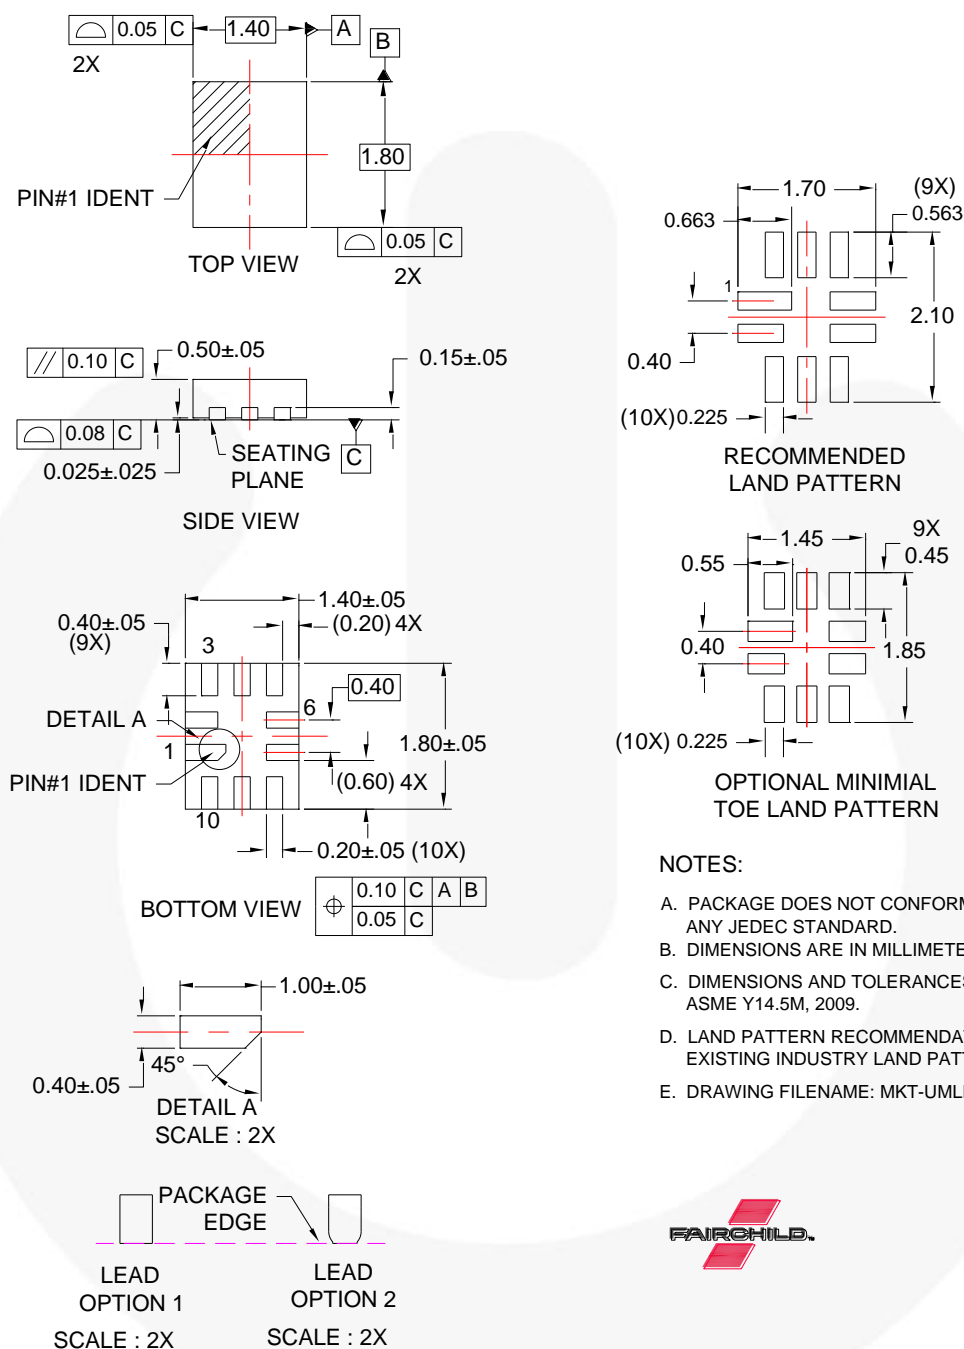 0.05 C
1.40
A
B
2X
1.80
PIN#1 IDENT
0.05 C
TOP VIEW
2X
// 0.10 C
0.50±.05
0.15±.05
0.08 C
SEATING
PLANE
C
0.025±.025
SIDE VIEW
1.40±.05
0.40±.05
(9X)
(0.20) 4X
3
0.40
6
DETAIL A
1
1.80±.05
PIN#1 IDENT
(0.60) 4X
10
0.20±.05 (10X)
BOTTOM VIEW
0.10 C A B
0.05 C
1.00±.05
45°
0.40±.05
DETAIL A
SCALE : 2X
PACKAGE
EDGE
LEAD
OPTION 1
SCALE : 2X
LEAD
OPTION 2
SCALE : 2X
1.70
(9X)
0.663
0.563
1
2.10
0.40
(10X) 0.225
RECOMMENDED
LAND PATTERN
1.45
9X
0.55
0.45
0.40
1.85
(10X) 0.225
OPTIONAL MINIMIAL
TOE LAND PATTERN
NOTES:
A. PACKAGE DOES NOT CONFORM
ANY JEDEC STANDARD.
B. DIMENSIONS ARE IN MILLIMETE
C. DIMENSIONS AND TOLERANCES
ASME Y14.5M, 2009.
D. LAND PATTERN RECOMMENDA
EXISTING INDUSTRY LAND PAT
E. DRAWING FILENAME: MKT-UML
FAIRCHILD™